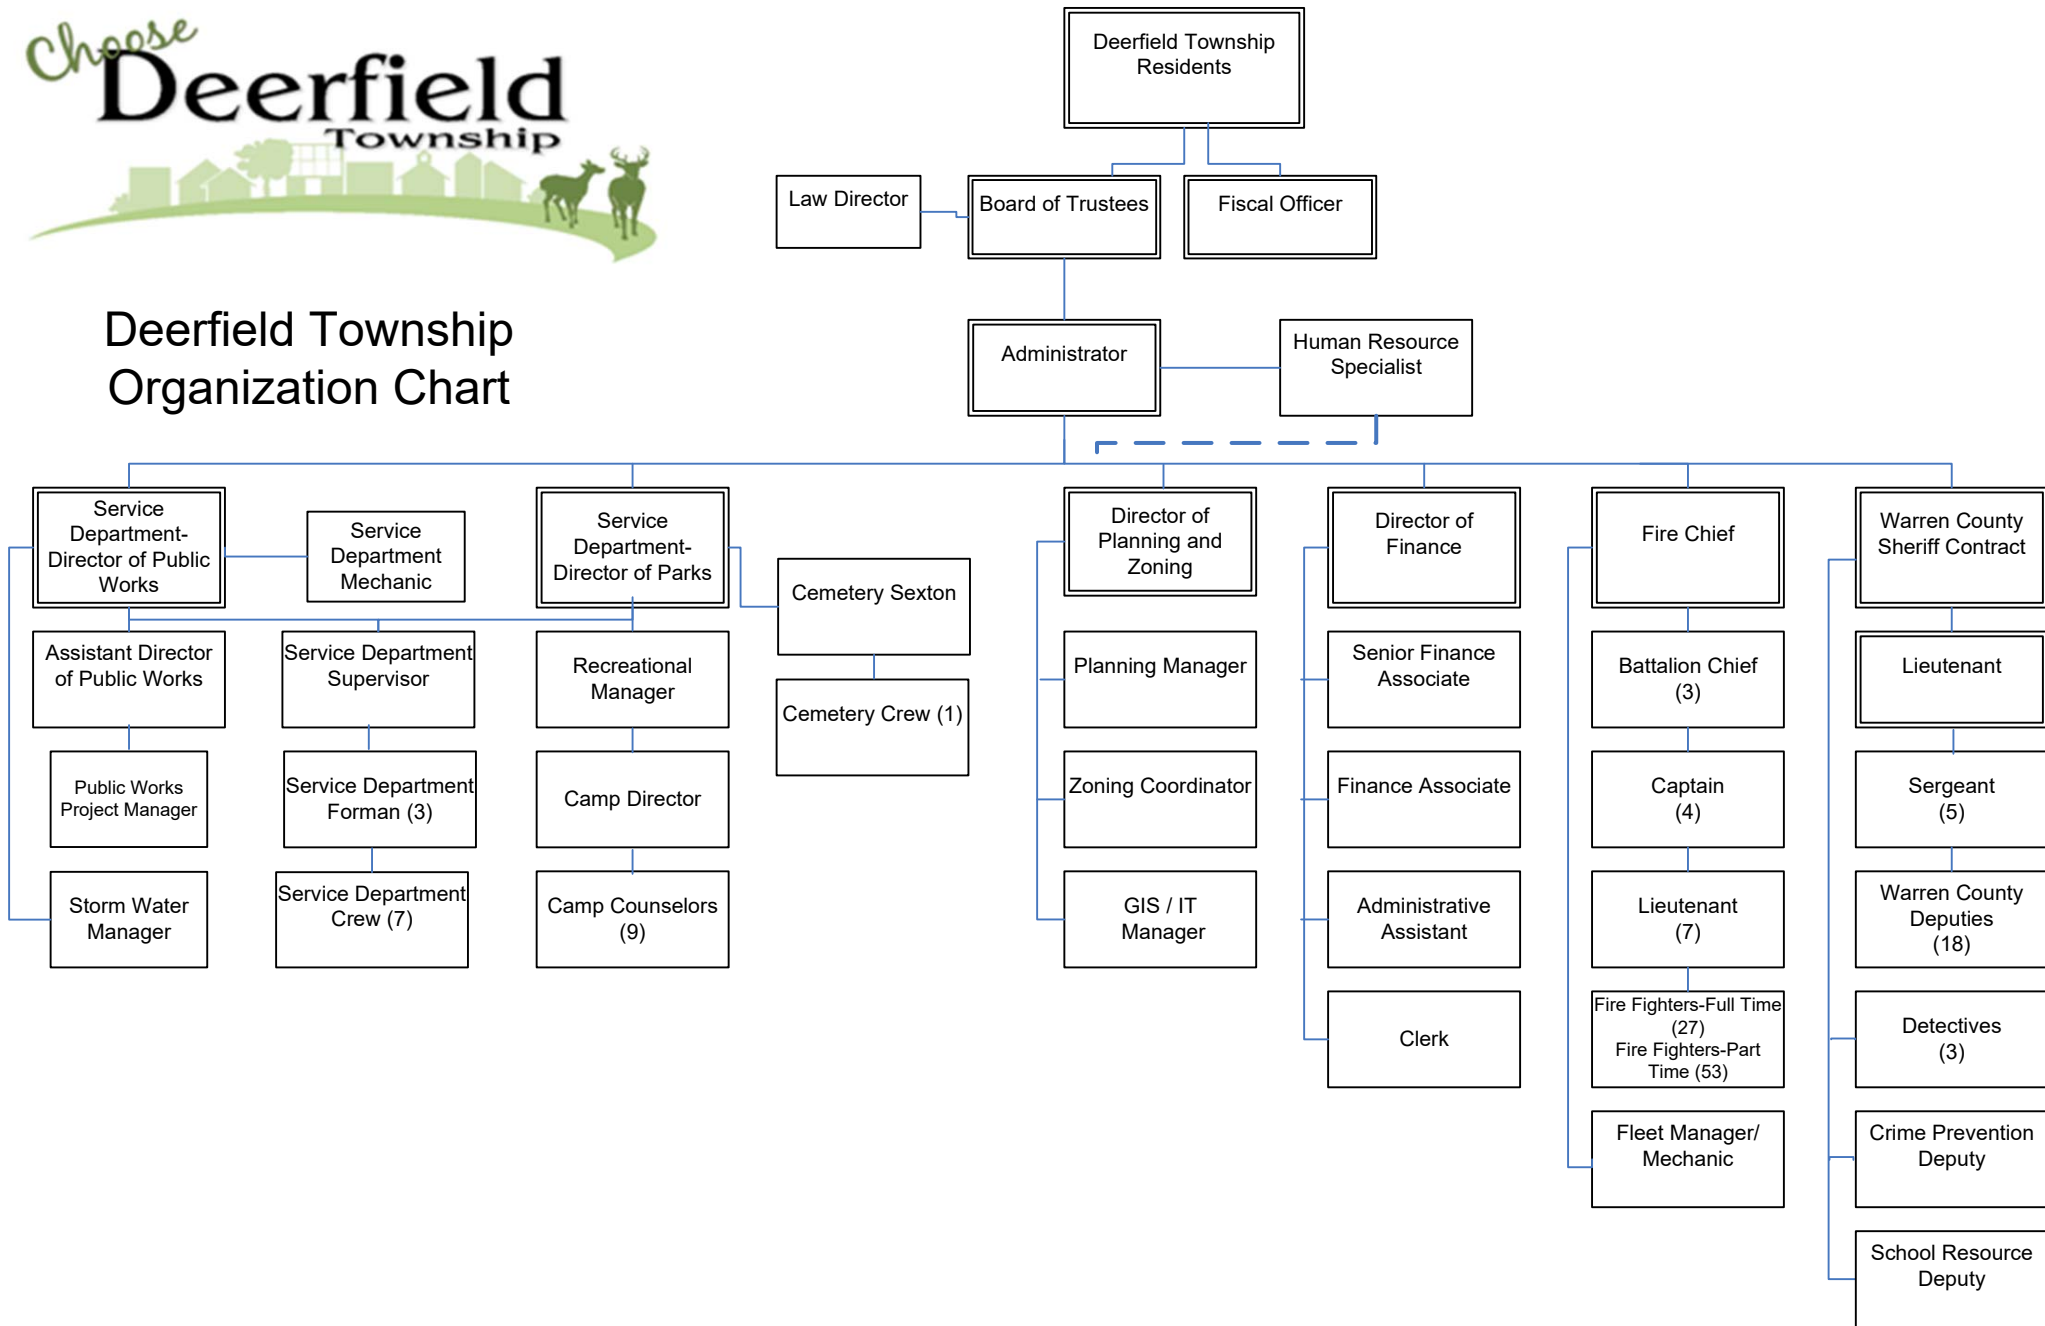 Choose
Deerfield
Township
Deerfield Township
Organization Chart
Deerfield Township
Residents
Law Director
Board of Trustees
Fiscal Officer
Administrator
Human Resource
Specialist
Service
Department-
Director of Public
Works
Service
Department
Mechanic
Service
Department-
Director of Parks
Cemetery Sexton
Cemetery Crew (1)
Director of
Planning and
Zoning
Director of
Finance
Fire Chief
Warren County
Sheriff Contract
Assistant Director
of Public Works
Service Department
Supervisor
Recreational
Manager
Planning Manager
Senior Finance
Associate
Battalion Chief
(3)
Lieutenant
Public Works
Project Manager
Service Department
Forman (3)
Camp Director
Zoning Coordinator
Finance Associate
Captain
(4)
Sergeant
(5)
Storm Water
Manager
Service Department
Crew (7)
Camp Counselors
(9)
GIS / IT
Manager
Administrative
Assistant
Lieutenant
(7)
Warren County
Deputies
(18)
Clerk
Fire Fighters-Full Time
(27)
Fire Fighters-Part
Time (53)
Detectives
(3)
Fleet Manager/
Mechanic
Crime Prevention
Deputy
School Resource
Deputy